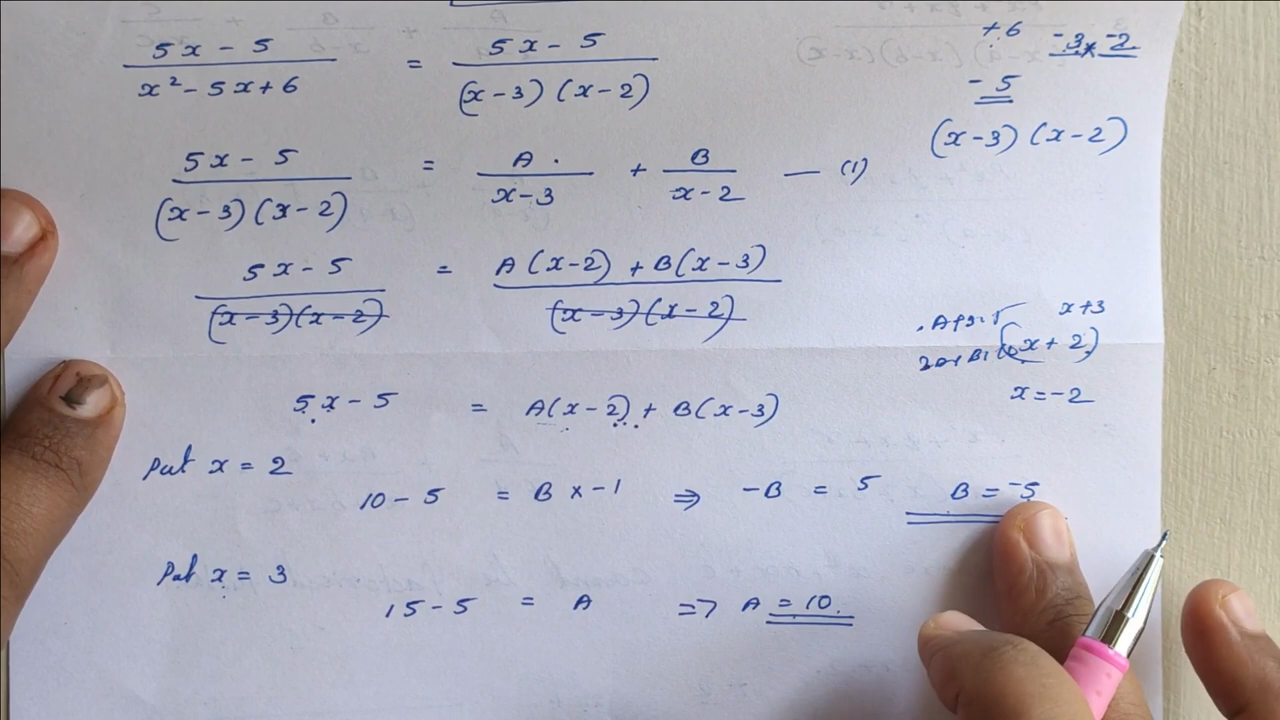 +6 -3 × -2
(5x - 5)/(x² - 5x + 6) = (5x - 5)/((x-3)(x-2))
- 5
(x-3)(x-2)
(5x - 5)/((x-3)(x-2)) = A/(x-3) + B/(x-2) — (1)
(5x - 5)/((x-3)(x-2)) = (A(x-2) + B(x-3))/((x-3)(x-2))
x+3
(x+2)
x = -2
5x - 5 = A(x-2) + B(x-3)
Put x = 2
10 - 5 = B × -1 ⇒ -B = 5 B = -5
Put x = 3
15 - 5 = A ⇒ A = 10.